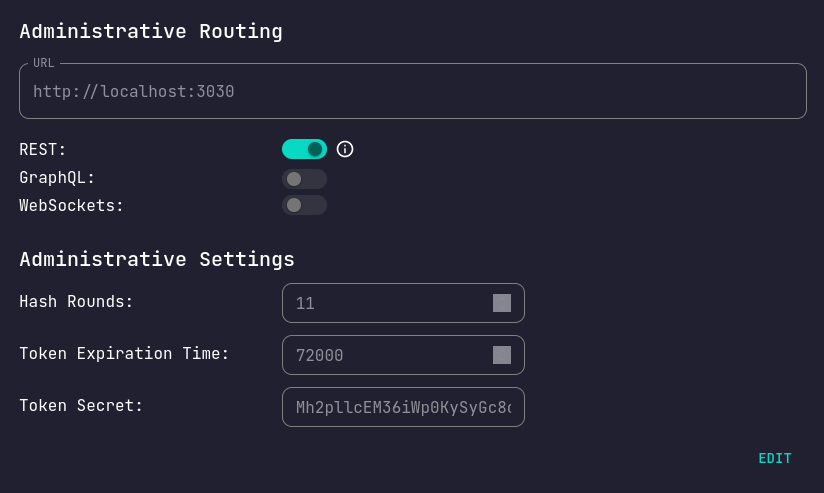 Administrative Routing
URL
http://localhost:3030
REST:
GraphQL:
WebSockets:
Administrative Settings
Hash Rounds: 11
Token Expiration Time: 72000
Token Secret: Mh2pllcEM36iWp0KySyGc8
EDIT